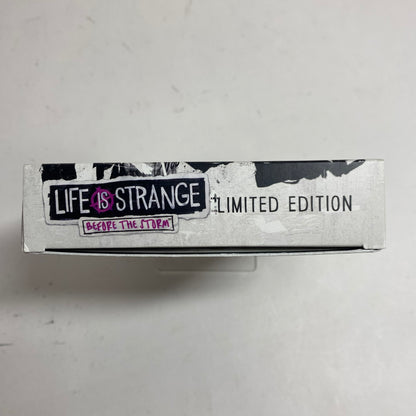 LIFE IS STRANGE
BEFORE THE STORM
LIMITED EDITION